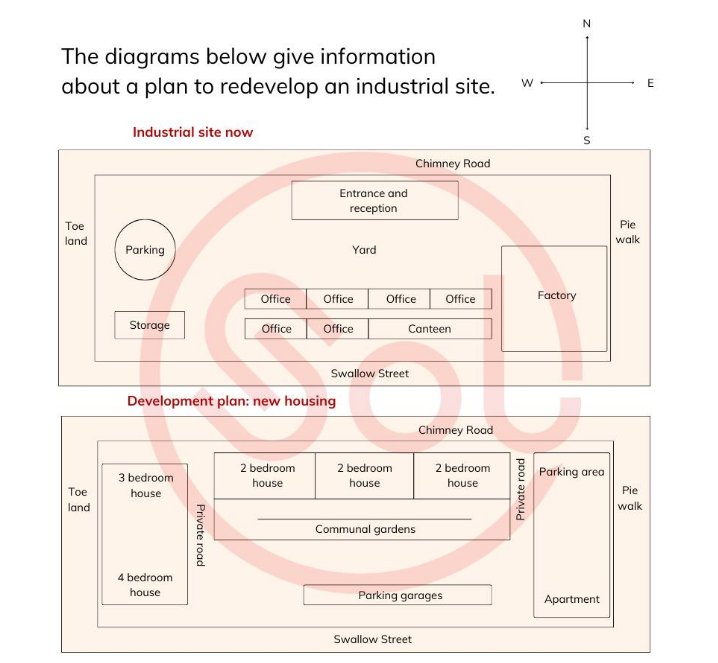 The diagrams below give information
about a plan to redevelop an industrial site.
N
W
E
S
Industrial site now
Chimney Road
Entrance and
reception
Toe
land
Pie
walk
Parking
Yard
Factory
Office
Office
Office
Office
Storage
Office
Office
Canteen
Swallow Street
Development plan: new housing
Chimney Road
3 bedroom
house
2 bedroom
house
2 bedroom
house
2 bedroom
house
Private road
Parking area
Toe
land
Pie
walk
Private road
Communal gardens
4 bedroom
house
Parking garages
Apartment
Swallow Street
Sol